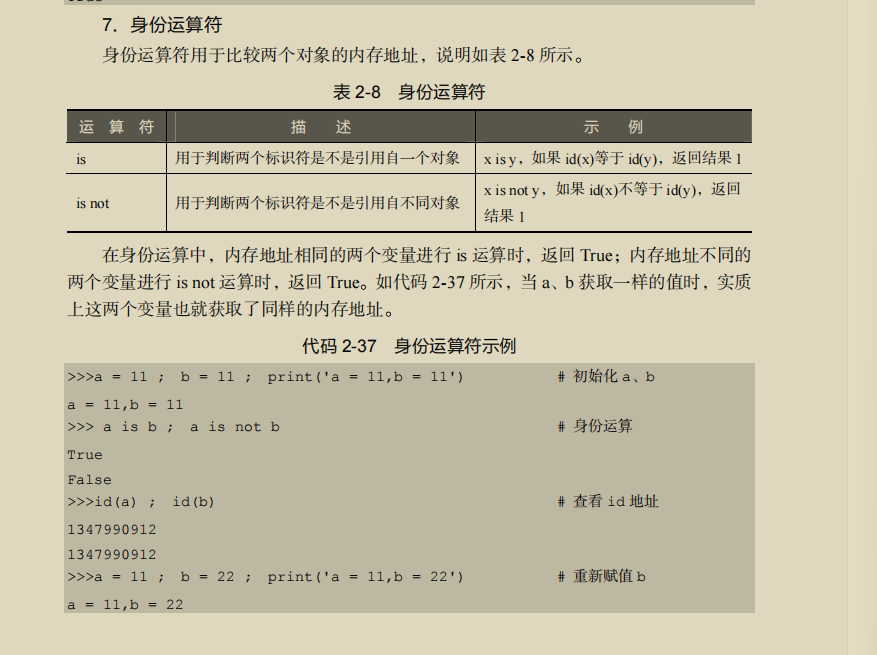 7．身份运算符
身份运算符用于比较两个对象的内存地址，说明如表 2-8 所示。
表 2-8　身份运算符
运　算　符　描　　述　示　　例
is　用于判断两个标识符是不是引用自一个对象　x is y，如果 id(x)等于 id(y)，返回结果 1
is not　用于判断两个标识符是不是引用自不同对象　x is not y，如果 id(x)不等于 id(y)，返回
结果 1
在身份运算中，内存地址相同的两个变量进行 is 运算时，返回 True；内存地址不同的
两个变量进行 is not 运算时，返回 True。如代码 2-37 所示，当 a、b 获取一样的值时，实质
上这两个变量也就获取了同样的内存地址。
代码 2-37　身份运算符示例
>>>a = 11 ;  b = 11 ;  print('a = 11,b = 11')　# 初始化 a、b
a = 11,b = 11
>>> a is b ;  a is not b　# 身份运算
True
False
>>>id(a) ;  id(b)　# 查看 id 地址
1347990912
1347990912
>>>a = 11 ;  b = 22 ;  print('a = 11,b = 22')　# 重新赋值 b
a = 11,b = 22